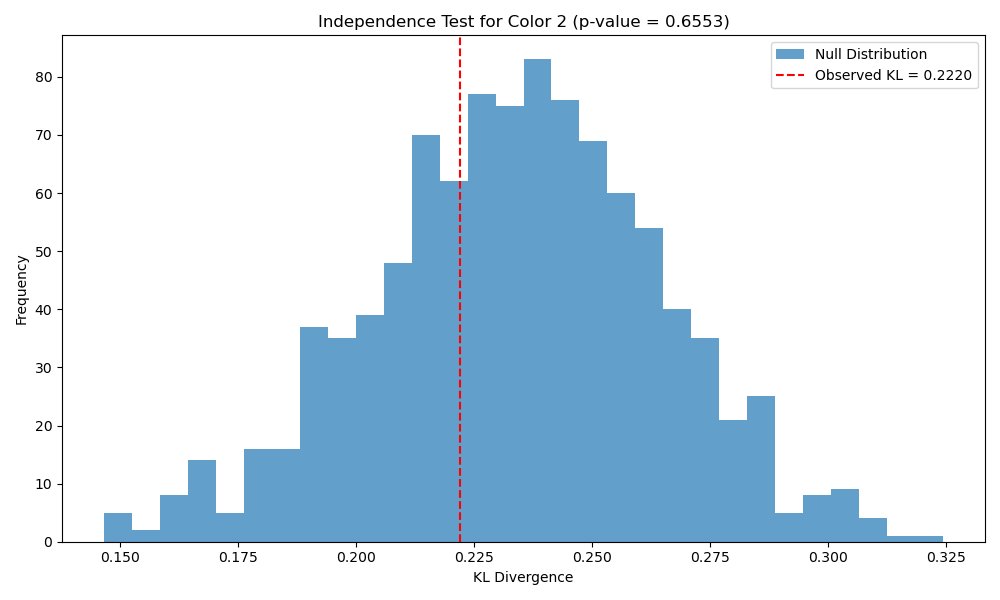 Independence Test for Color 2 (p-value = 0.6553)
Null Distribution
Observed KL = 0.2220
Frequency
80
70
60
50
40
30
20
10
0
0.150 0.175 0.200 0.225 0.250 0.275 0.300 0.325
KL Divergence